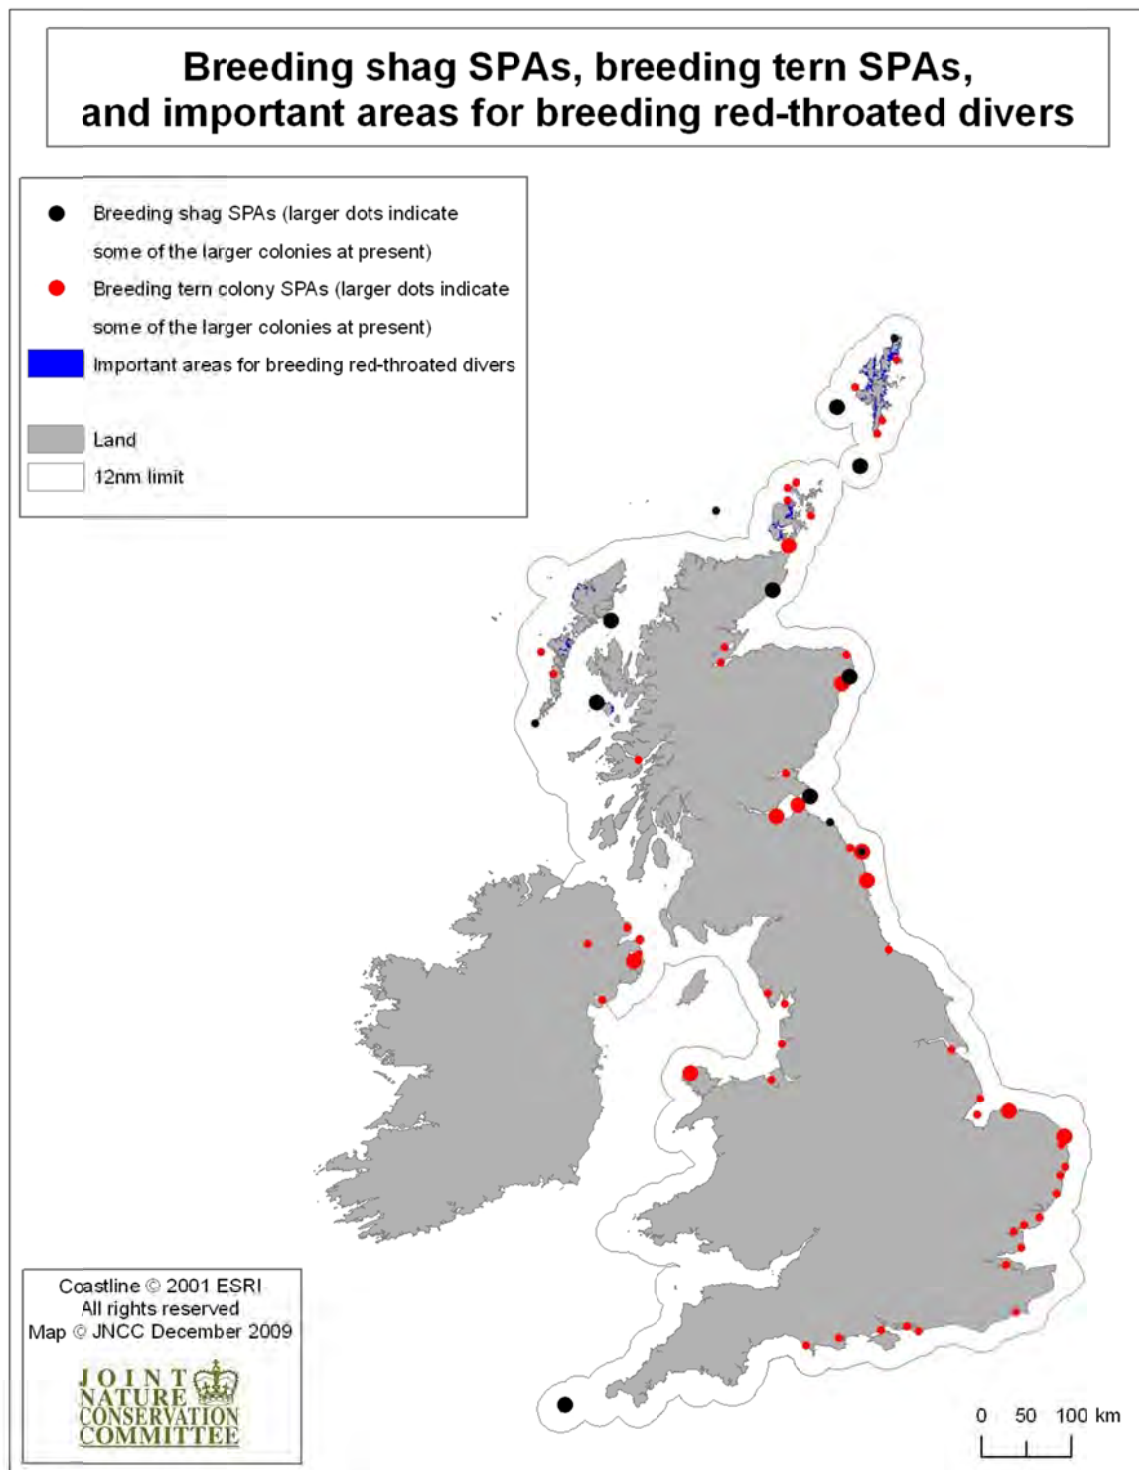 Breeding shag SPAs, breeding tern SPAs,
and important areas for breeding red-throated divers
Breeding shag SPAs (larger dots indicate
some of the larger colonies at present)
Breeding tern colony SPAs (larger dots indicate
some of the larger colonies at present)
Important areas for breeding red-throated divers
Land
12nm limit
Coastline © 2001 ESRI
All rights reserved
Map © JNCC December 2009
JOINT
NATURE
CONSERVATION
COMMITTEE
0 50 100 km